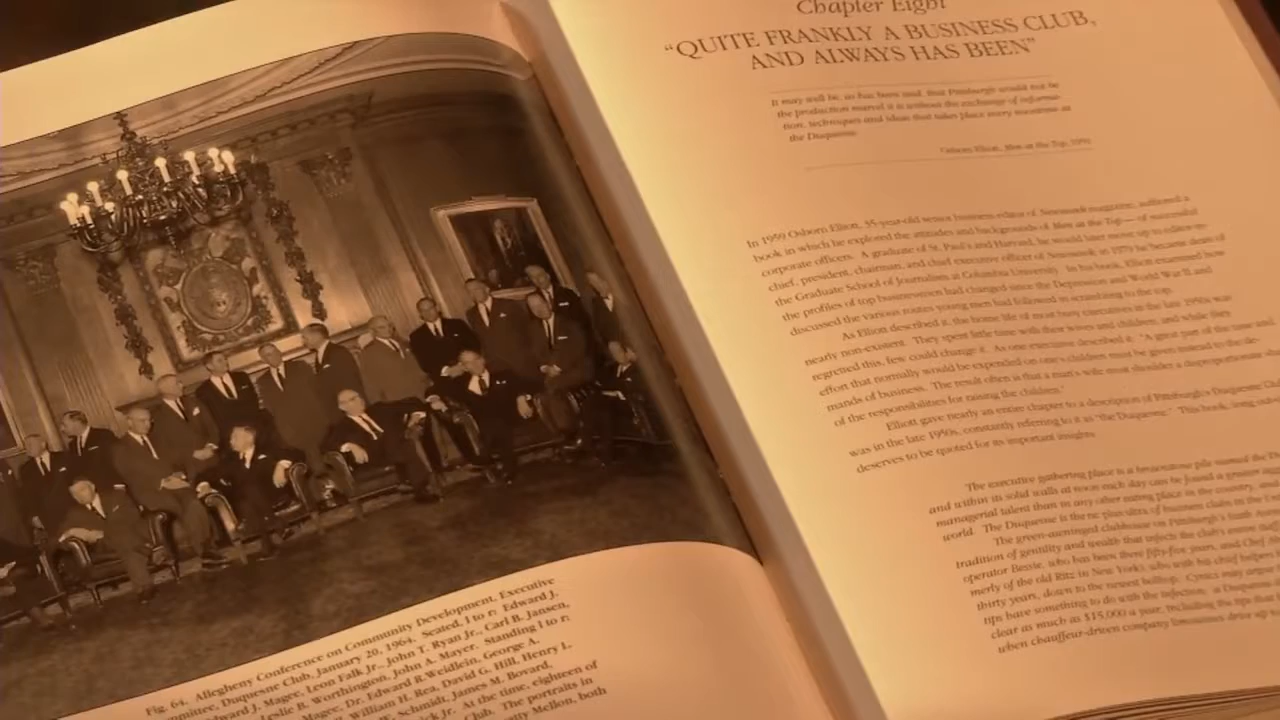 Fig. 64. Allegheny Conference on Community Development, Executive
Committee, Duquesne Club, January 20, 1964. Seated, l to r: Edward J.
Edward J. Magee, Leon Falk Jr., John T. Ryan Jr., Carl B. Jansen,
Leslie B. Worthington, John A. Mayer. Standing l to r:
Magee, Dr. Edward R. Weidlein, George A.
William H. Rea, David G. Hill, Henry L.
Schmidt, James M. Bovard,
Jr. At the time, eighteen of
Club. The portraits in
Mellon, both
Chapter Eight
“QUITE FRANKLY A BUSINESS CLUB,
AND ALWAYS HAS BEEN”
It may well be, as has been said, that Pittsburgh would not be
the production marvel it is without the exchange of informa-
tion, techniques and ideas that takes place every noontime at
the Duquesne.
Osborn Elliott, Men at the Top, 1959
In 1959 Osborn Elliott, 35-year-old senior business editor of Newsweek magazine, authored a
book in which he explored the attitudes and backgrounds of Men at the Top— of successful
corporate officers. A graduate of St. Paul's and Harvard, he would later move up to editor-in-
chief, president, chairman, and chief executive officer of Newsweek; in 1979 he became dean of
the Graduate School of Journalism at Columbia University. In his book, Elliott examined how
the profiles of top businessmen had changed since the Depression and World War II and
discussed the various routes young men had followed in scrambling to the top.
As Elliott described it, the home life of most busy executives in the late 1950s was
nearly non-existent. They spent little time with their wives and children, and while they
regretted this, few could change it. As one executive described it: "A great part of the time and
effort that normally would be expended on one's children must be given instead to the de-
mands of business. The result often is that a man's wife must shoulder a disproportionate
of the responsibilities for raising the children."
Elliott gave nearly an entire chapter to a description of Pittsburgh's Duquesne
was in the late 1950s, constantly referring to it as "the Duquesne." This book, long
deserves to be quoted for its important insights.
The executive gathering place is a brownstone pile named the
and within its solid walls at noon each day can be found a greater
managerial talent than in any other eating place in the country, and
world. The Duquesne is the ne plus ultra of business clubs in the
The green-awninged clubhouse on Pittsburgh's Sixth
tradition of gentility and wealth that infects the club's entire
operator Bessie, who has been there fifty-five years, and Chef
merly of the old Ritz in New York, who with his chief helpers
thirty years, down to the newest bellhop. Cynics may argue
tips have something to do with the infection; a Duquesne
clear as much as $15,000 a year, including the tips that
when chauffeur-driven company limousines drive up